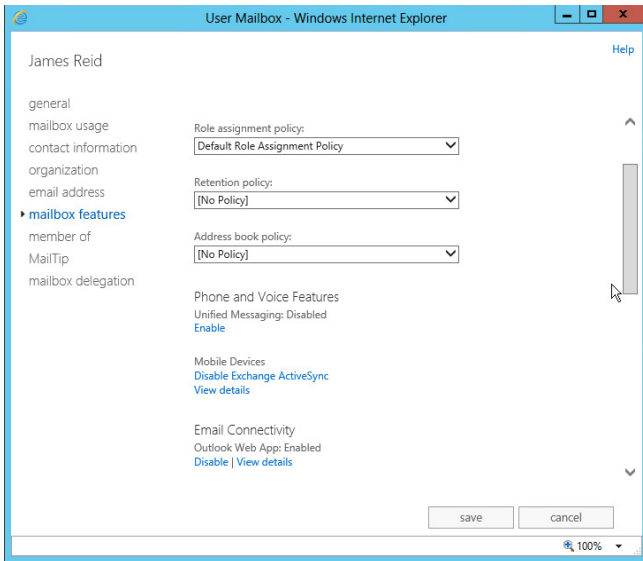 User Mailbox - Windows Internet Explorer
Help
James Reid
general
mailbox usage
contact information
organization
email address
mailbox features
member of
MailTip
mailbox delegation
Role assignment policy:
Default Role Assignment Policy
Retention policy:
[No Policy]
Address book policy:
[No Policy]
Phone and Voice Features
Unified Messaging: Disabled
Enable
Mobile Devices
Disable Exchange ActiveSync
View details
Email Connectivity
Outlook Web App: Enabled
Disable | View details
save
cancel
100%